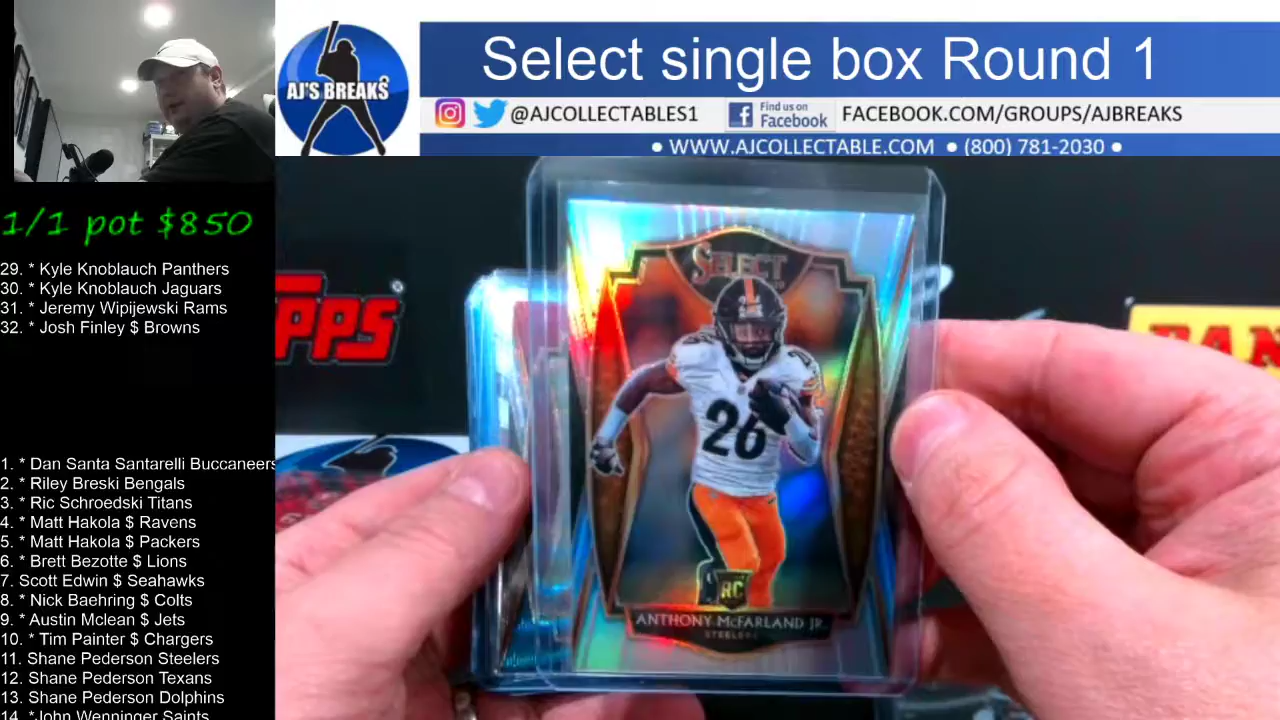 Select single box Round 1
AJ'S BREAKS
@AJCOLLECTABLES1
Find us on
Facebook
FACEBOOK.COM/GROUPS/AJBREAKS
• WWW.AJCOLLECTABLE.COM • (800) 781-2030 •
1/1 pot $850
29. * Kyle Knoblauch Panthers
30. * Kyle Knoblauch Jaguars
31. * Jeremy Wipijewski Rams
32. * Josh Finley $ Browns
1. * Dan Santa Santarelli Buccaneers
2. * Riley Breski Bengals
3. * Ric Schroedski Titans
4. * Matt Hakola $ Ravens
5. * Matt Hakola $ Packers
6. * Brett Bezotte $ Lions
7. Scott Edwin $ Seahawks
8. * Nick Baehring $ Colts
9. * Austin Mclean $ Jets
10. * Tim Painter $ Chargers
11. Shane Pederson Steelers
12. Shane Pederson Texans
13. Shane Pederson Dolphins
14. *John Wenninger Saints
SELECT
26
RC
ANTHONY McFARLAND JR.
STEELERS